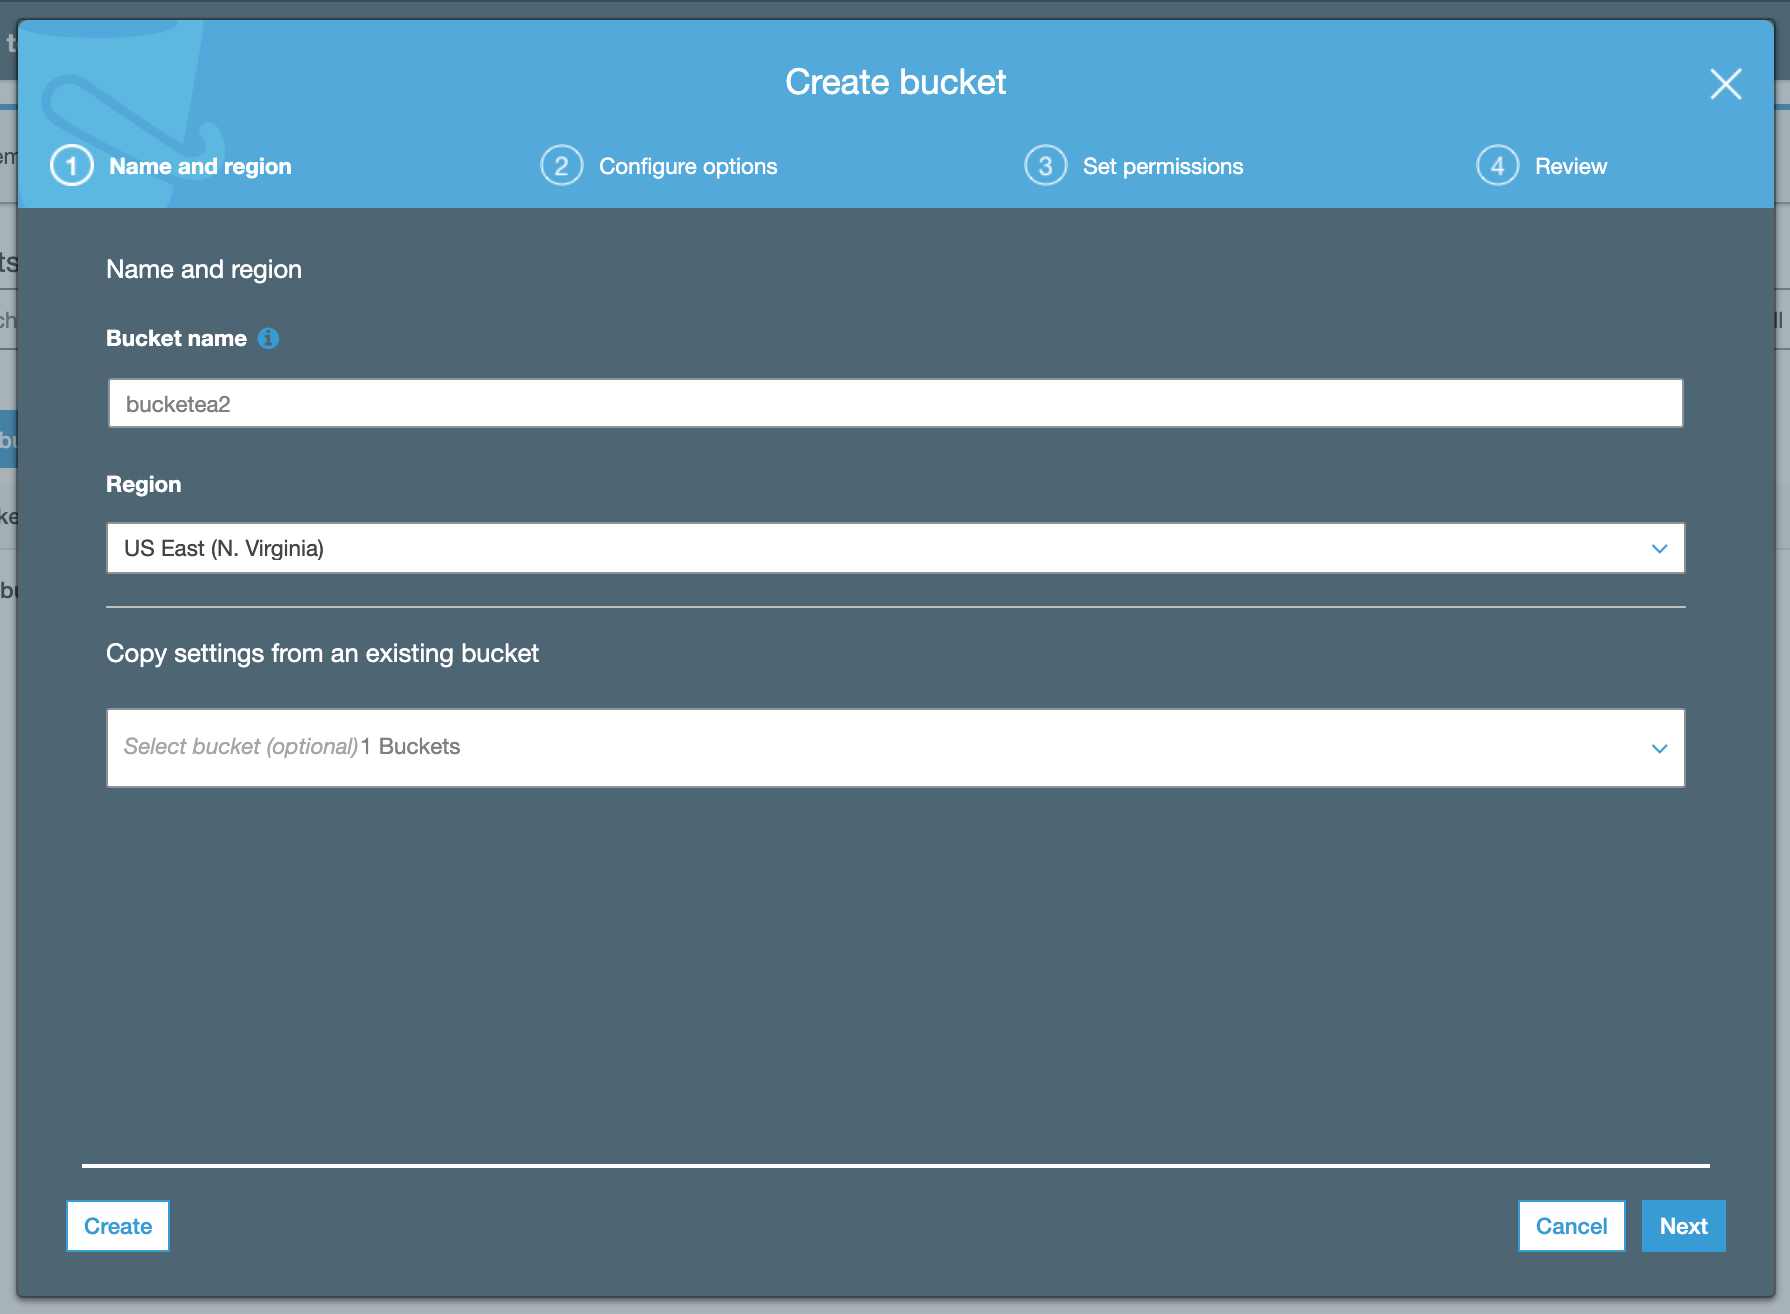 Create bucket
1 Name and region
2 Configure options
3 Set permissions
4 Review
Name and region
Bucket name
bucketea2
Region
US East (N. Virginia)
Copy settings from an existing bucket
Select bucket (optional) 1 Buckets
Create
Cancel
Next